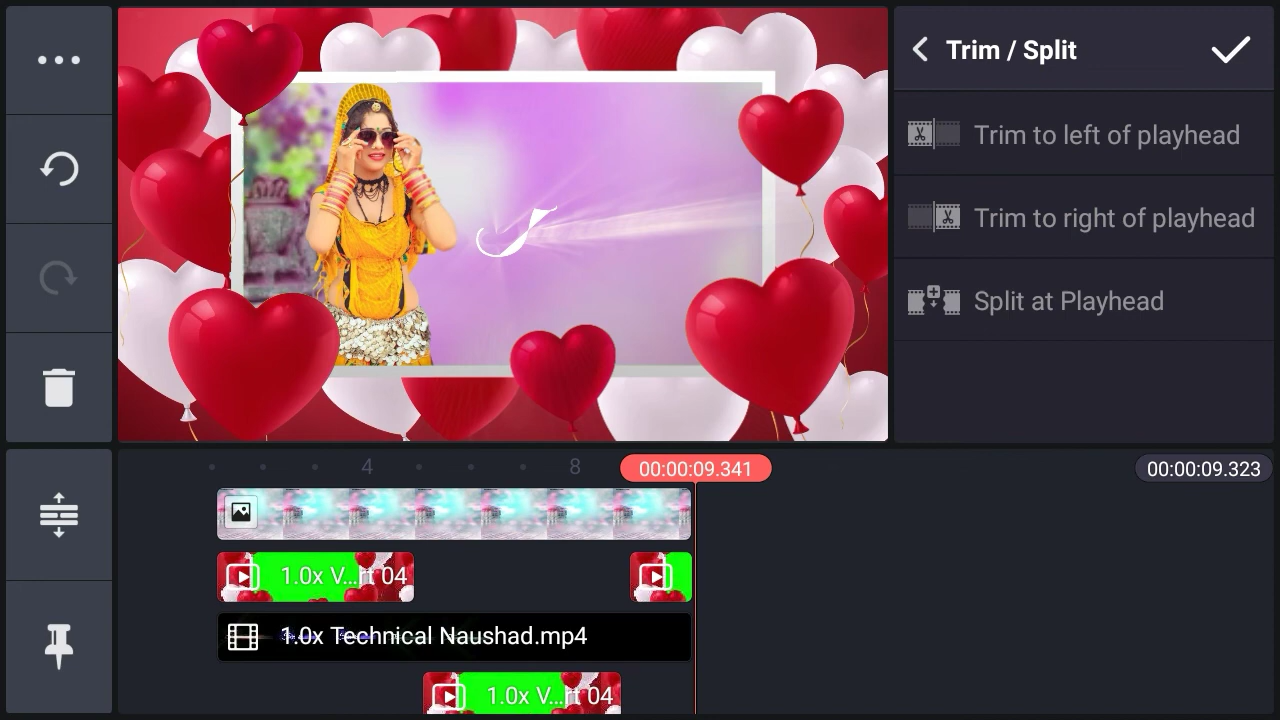 Trim / Split
Trim to left of playhead
Trim to right of playhead
Split at Playhead
4
8
00:00:09.341
00:00:09.323
1.0x V...rt 04
1.0x Technical Naushad.mp4
1.0x V...rt 04